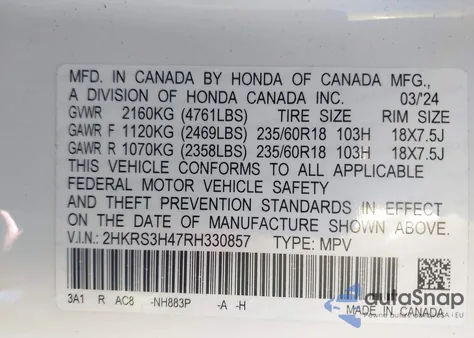 MFD. IN CANADA BY HONDA OF CANADA MFG.,
A DIVISION OF HONDA CANADA INC. 03/'24
GVWR 2160KG (4761LBS) TIRE SIZE RIM SIZE
GAWR F 1120KG (2469LBS) 235/60R18 103H 18X7.5J
GAWR R 1070KG (2358LBS) 235/60R18 103H 18X7.5J
THIS VEHICLE CONFORMS TO ALL APPLICABLE
FEDERAL MOTOR VEHICLE SAFETY
AND THEFT PREVENTION STANDARDS IN EFFECT
ON THE DATE OF MANUFACTURE SHOWN ABOVE.
V.I.N.: 2HKRS3H47RH330857 TYPE: MPV
3A1 R AC8 -NH883P -A -H
MADE IN CANADA
autoSnap